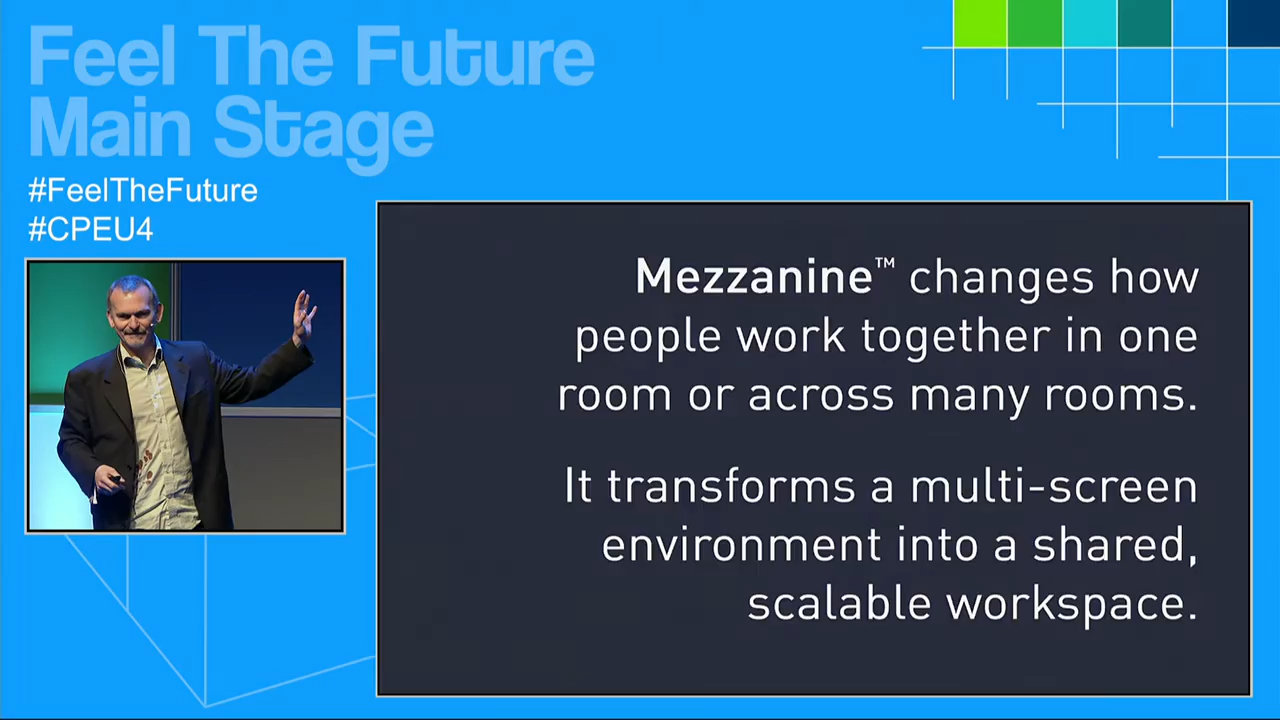 Feel The Future
Main Stage
#FeelTheFuture
#CPEU4
Mezzanine™ changes how
people work together in one
room or across many rooms.
It transforms a multi-screen
environment into a shared,
scalable workspace.